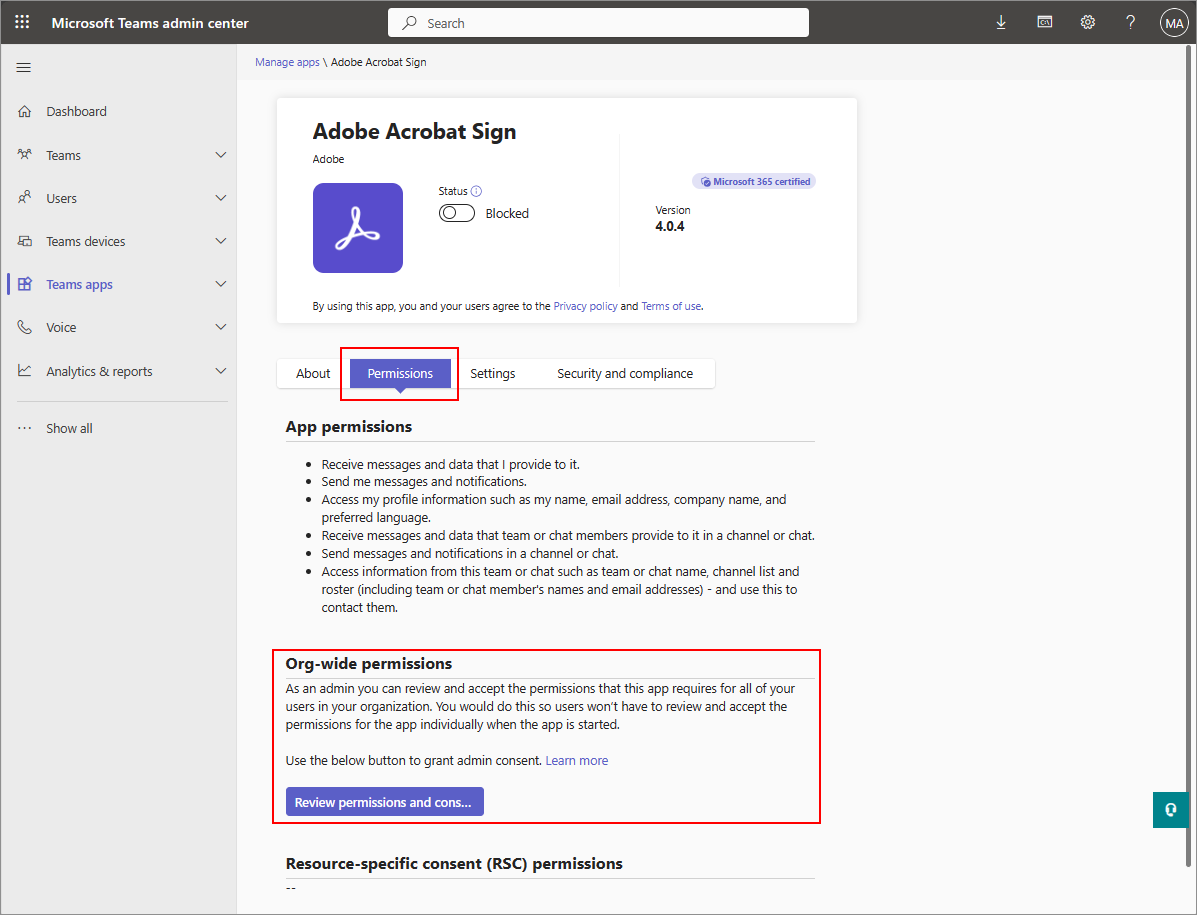 Microsoft Teams admin center
Search
MA
Manage apps \ Adobe Acrobat Sign
Dashboard
Teams
Users
Teams devices
Teams apps
Voice
Analytics & reports
Show all
Adobe Acrobat Sign
Adobe
Status
Blocked
Microsoft 365 certified
Version
4.0.4
By using this app, you and your users agree to the Privacy policy and Terms of use.
About
Permissions
Settings
Security and compliance
App permissions
• Receive messages and data that I provide to it.
• Send me messages and notifications.
• Access my profile information such as my name, email address, company name, and
preferred language.
• Receive messages and data that team or chat members provide to it in a channel or chat.
• Send messages and notifications in a channel or chat.
• Access information from this team or chat such as team or chat name, channel list and
roster (including team or chat member's names and email addresses) - and use this to
contact them.
Org-wide permissions
As an admin you can review and accept the permissions that this app requires for all of your
users in your organization. You would do this so users won't have to review and accept the
permissions for the app individually when the app is started.
Use the below button to grant admin consent. Learn more
Review permissions and cons...
Resource-specific consent (RSC) permissions
--